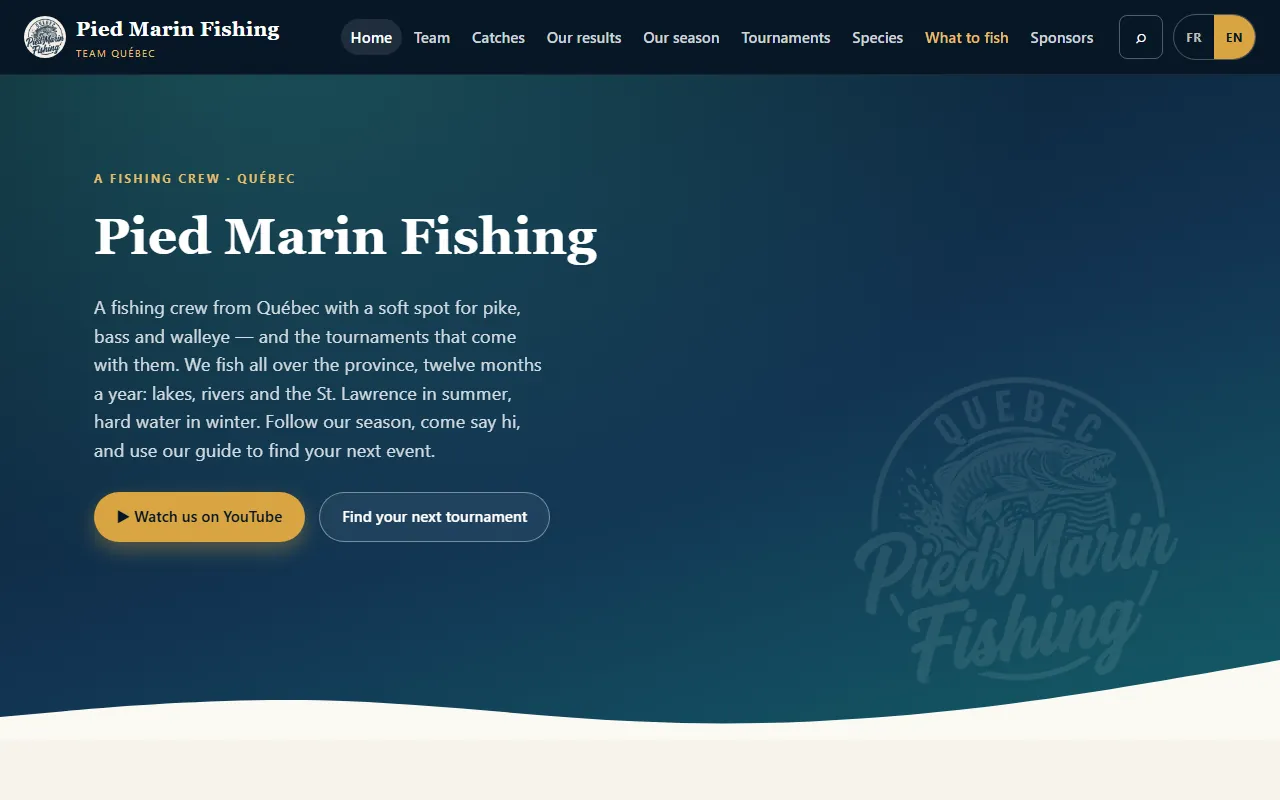 Pied Marin Fishing
TEAM QUÉBEC
Home
Team
Catches
Our results
Our season
Tournaments
Species
What to fish
Sponsors
FR
EN
A FISHING CREW · QUÉBEC
Pied Marin Fishing
A fishing crew from Québec with a soft spot for pike,
bass and walleye — and the tournaments that come
with them. We fish all over the province, twelve months
a year: lakes, rivers and the St. Lawrence in summer,
hard water in winter. Follow our season, come say hi,
and use our guide to find your next event.
▶ Watch us on YouTube
Find your next tournament
QUEBEC
Pied Marin
Fishing